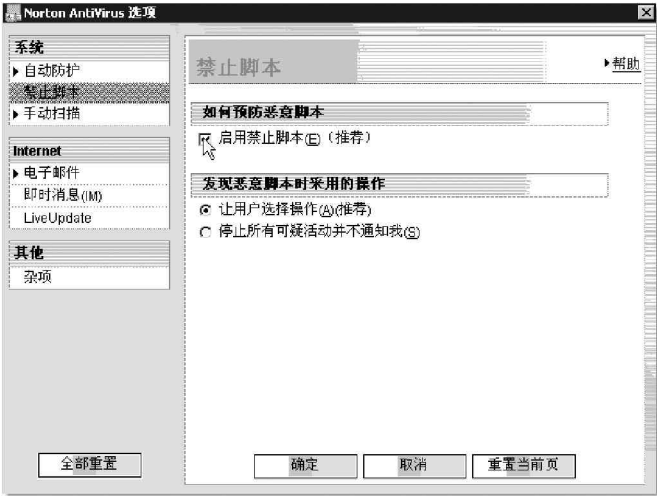 Norton AntiVirus 选项
系统
自动防护
禁止脚本
手动扫描
Internet
电子邮件
即时消息(IM)
LiveUpdate
其他
杂项
全部重置
禁止脚本
帮助
如何预防恶意脚本
启用禁止脚本(E)（推荐）
发现恶意脚本时采用的操作
让用户选择操作(A)(推荐)
停止所有可疑活动并不通知我(S)
确定
取消
重置当前页